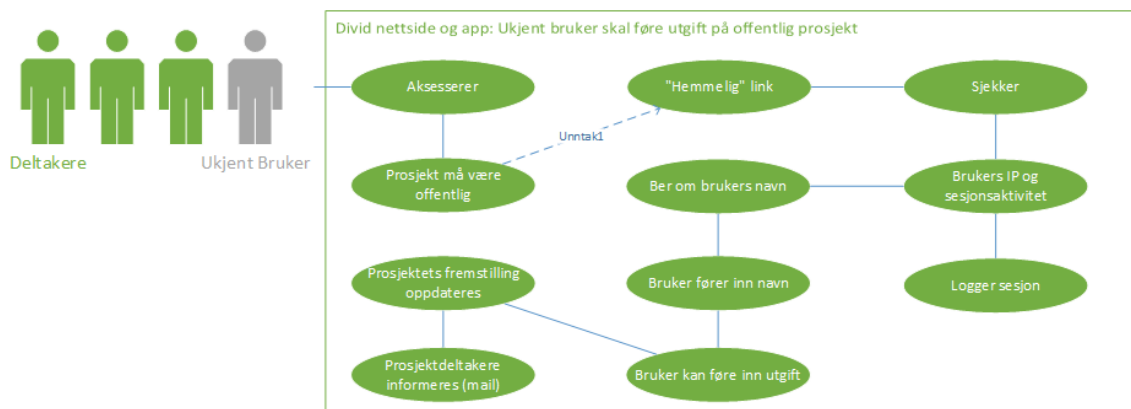 Divid nettside og app: Ukjent bruker skal føre utgift på offentlig prosjekt
Deltakere
Ukjent Bruker
Aksesserer
"Hemmelig" link
Sjekker
Unntak1
Prosjekt må være
offentlig
Ber om brukers navn
Brukers IP og
sesjonsaktivitet
Prosjektets fremstilling
oppdateres
Bruker fører inn navn
Logger sesjon
Prosjektdeltakere
informeres (mail)
Bruker kan føre inn utgift